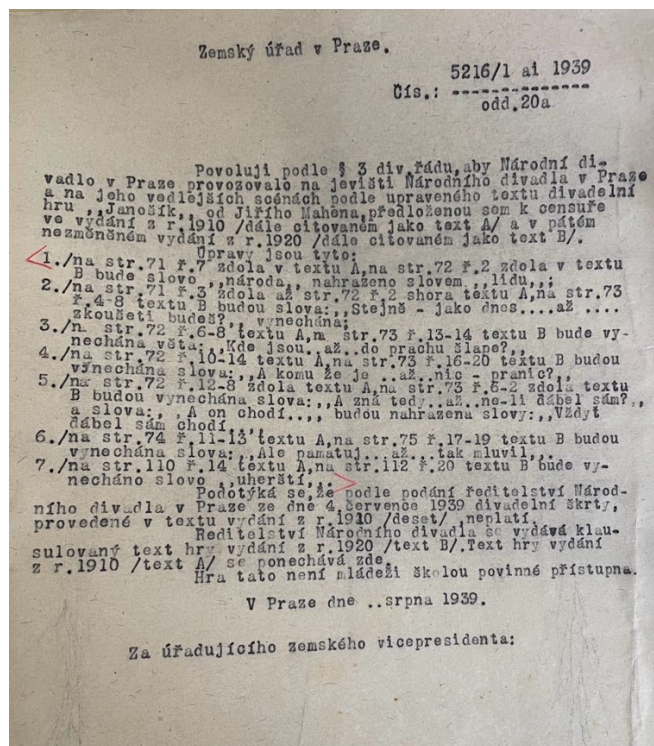 Zemský úřad v Praze.
5216/1 ai 1939
Čís.: --------------
odd.20a
Povoluji podle § 3 div.řádu,aby Národní di-
vadlo v Praze provozovalo na jevišti Národního divadla v Praze
a na jeho vedlejších scénách podle upraveného textu divadelní
hru ,,Janošík,, od Jiřího Mahena,předloženou sem k censuře
ve vydání z r.1910 /dále citovaném jako text A/ a v pátém
nezměněném vydání z r.1920 /dále citovaném jako text B/.
Úpravy jsou tyto:
1./na str.71 ř.7 zdola v textu A,na str.72 ř.2 zdola v textu
B bude slovo ,,národa,, nahraženo slovem ,,lidu,,;
2./na str.71 ř.3 zdola až str.72 ř.2 shora textu A,na str.73
ř.4-8 textu B budou slova:,,Stejně - jako dnes....až ....
zkoušeti budeš?,, vynechána;
3./na str.72 ř.6-8 textu A,na str.73 ř.13-14 textu B bude vy-
nechána věta:,,Kde jsou..až..do prachu šlape?,,
4./na str.72 ř.10-14 textu A,na str.73 ř.16-20 textu B budou
vynechána slova:,,A komu že je ..až..nic - pranic?,,
5./na str.72 ř.12-8 zdola textu A,na str.73 ř.6-2 zdola textu
B budou vynechána slova:,,A zná tedy..až..ne-li ďábel sám?,,
a slova:, ,A on chodí..,, budou nahrazena slovy:,,Vždyť
ďábel sám chodí..,,
6./na str.74 ř.11-13 textu A,na str.75 ř.17-19 textu B budou
vynechána slova:,,Ale pamatuj...až...tak mluvil,,.
7./na str.110 ř.14 textu A,na str.112 ř.20 textu B bude vy-
necháno slovo ,,uherští,,.
Podotýká se,že podle podání ředitelství Národ-
ního divadla v Praze ze dne 4.července 1939 divadelní škrty,
provedené v textu vydání z r.1910 /deset/ ,neplatí.
Ředitelství Národního divadla se vydává klau-
sulovaný text hry vydání z r.1920 /text B/.Text hry vydání
z r.1910 /text A/ se ponechává zde.
Hra tato není mládeži školou povinné přístupna.
V Praze dne ..srpna 1939.
Za úřadujícího zemského vicepresidenta: